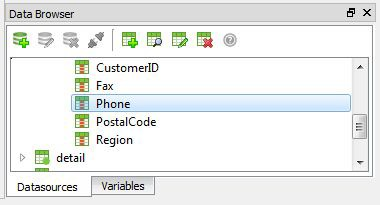 Data Browser
CustomerID
Fax
Phone
PostalCode
Region
detail
Datasources
Variables